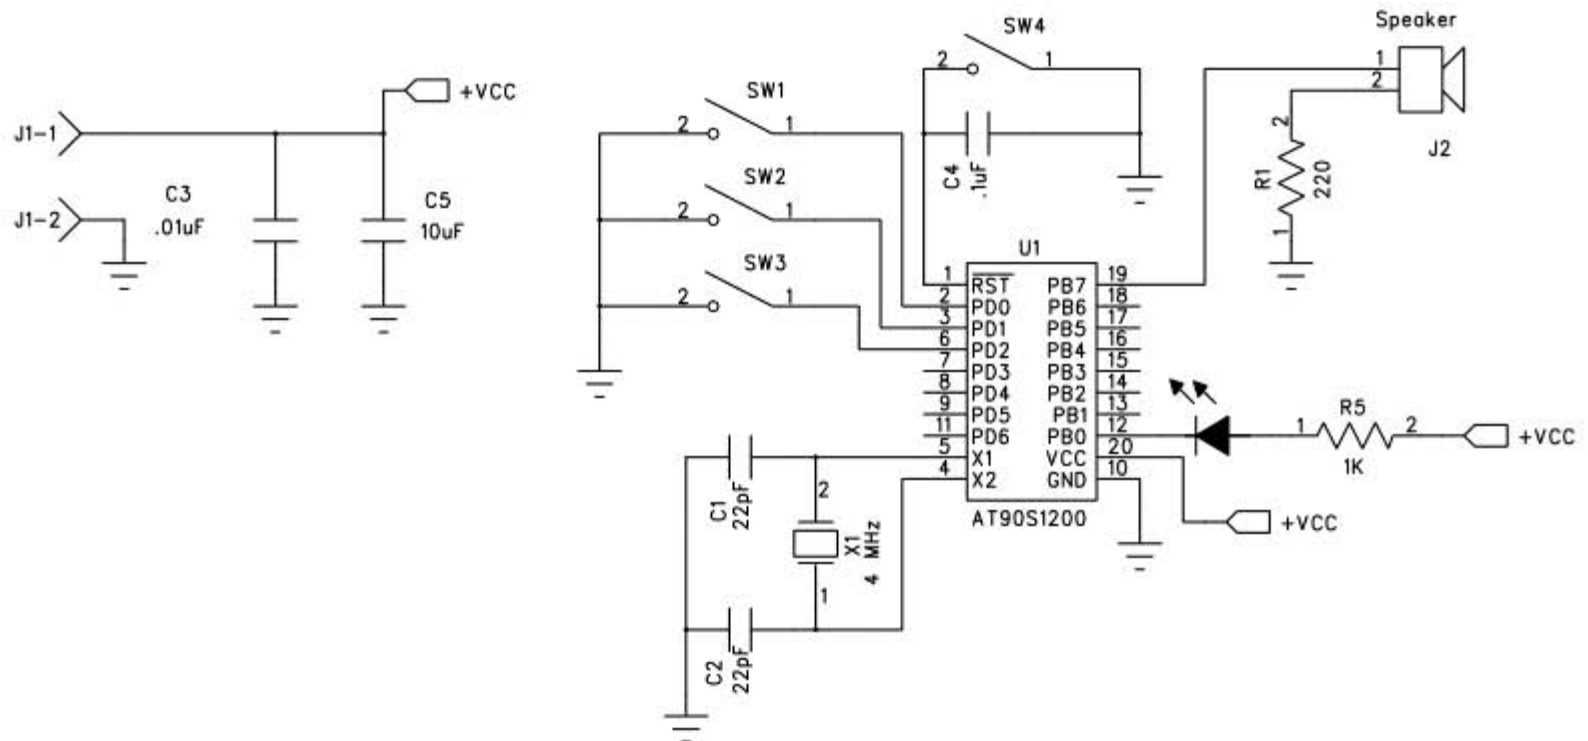 Speaker
SW4
2
1
1
2
+VCC
SW1
J1-1
2
1
2
J2
C4
.1uF
R1
220
SW2
C3
.01uF
C5
10uF
J1-2
2
1
1
U1
SW3
2
1
1 RST PB7 19
2 PD0 PB6 18
3 PD1 PB5 17
6 PD2 PB4 16
7 PD3 PB3 15
8 PD4 PB2 14
9 PD5 PB1 13
11 PD6 PB0 12
5 X1 VCC 20
4 X2 GND 10
AT90S1200
R5
1
2
1K
+VCC
+VCC
C1
22pF
2
X1
4 MHz
1
C2
22pF